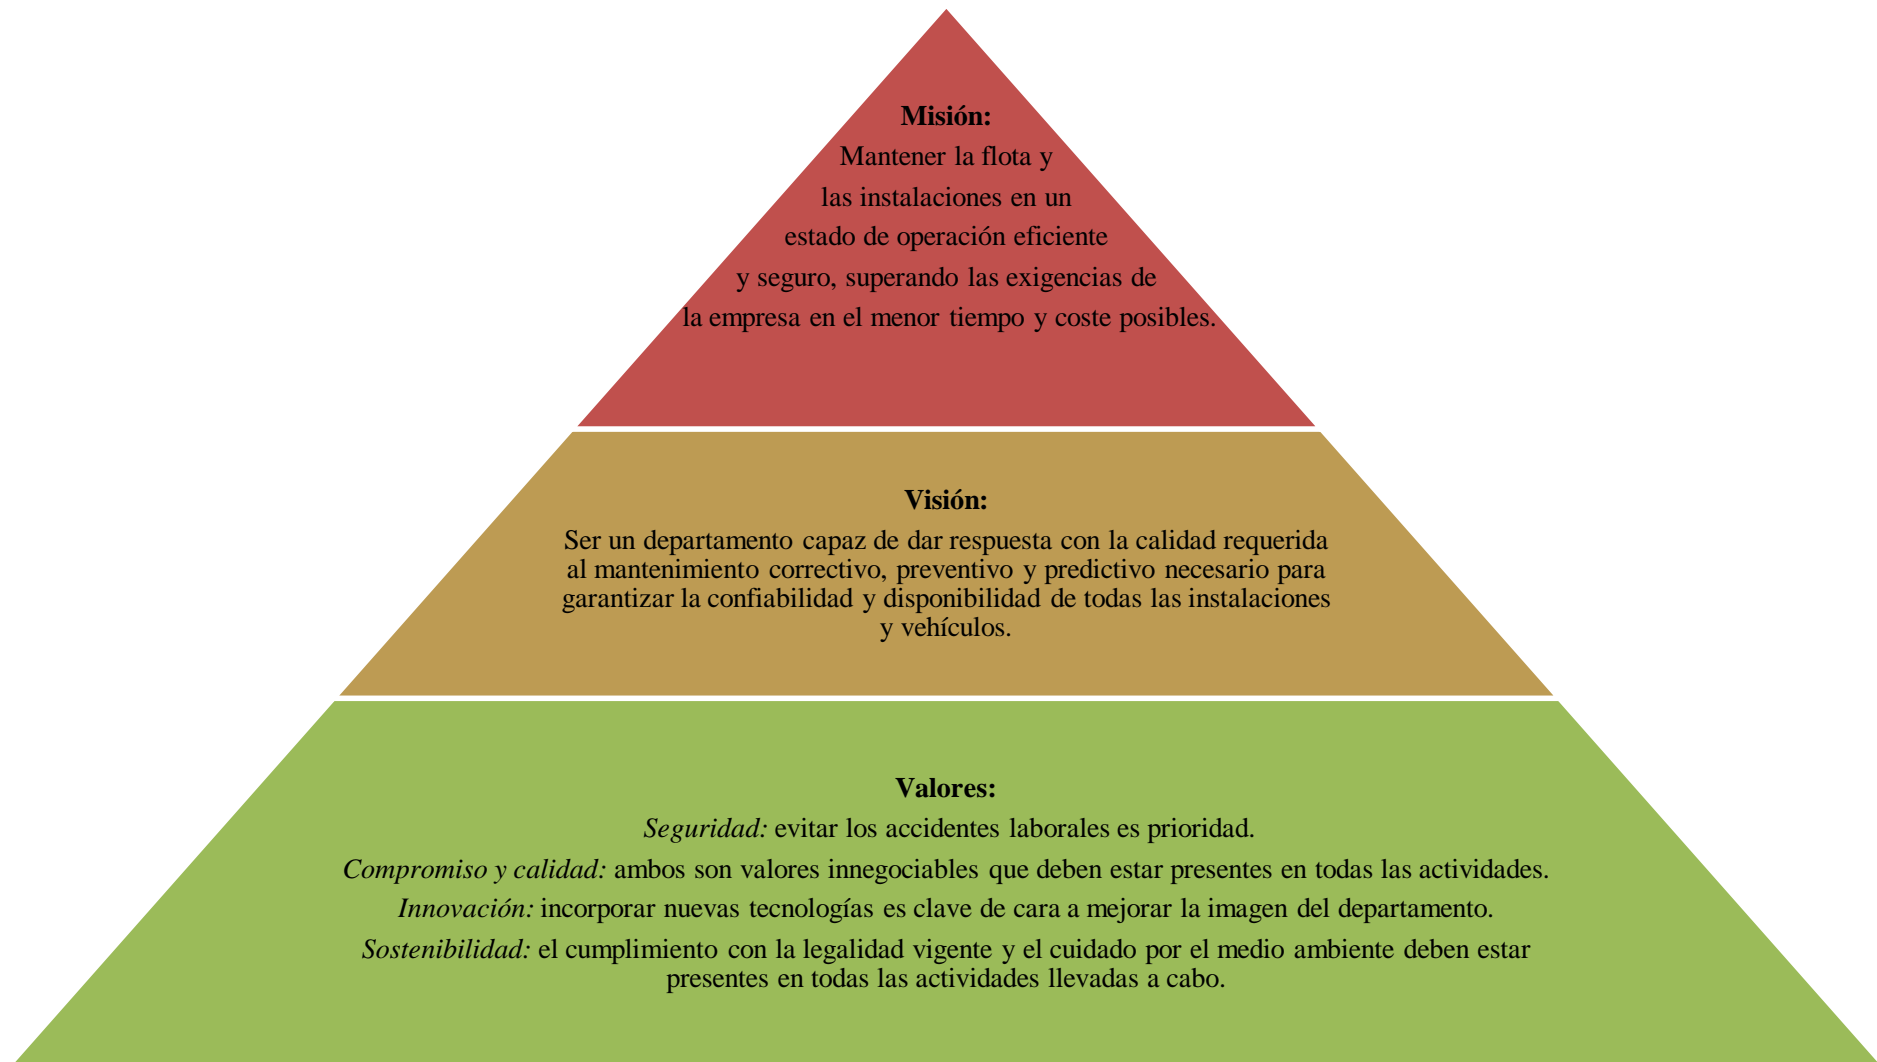 Misión:
Mantener la flota y
las instalaciones en un
estado de operación eficiente
y seguro, superando las exigencias de
la empresa en el menor tiempo y coste posibles.
Visión:
Ser un departamento capaz de dar respuesta con la calidad requerida
al mantenimiento correctivo, preventivo y predictivo necesario para
garantizar la confiabilidad y disponibilidad de todas las instalaciones
y vehículos.
Valores:
Seguridad: evitar los accidentes laborales es prioridad.
Compromiso y calidad: ambos son valores innegociables que deben estar presentes en todas las actividades.
Innovación: incorporar nuevas tecnologías es clave de cara a mejorar la imagen del departamento.
Sostenibilidad: el cumplimiento con la legalidad vigente y el cuidado por el medio ambiente deben estar
presentes en todas las actividades llevadas a cabo.